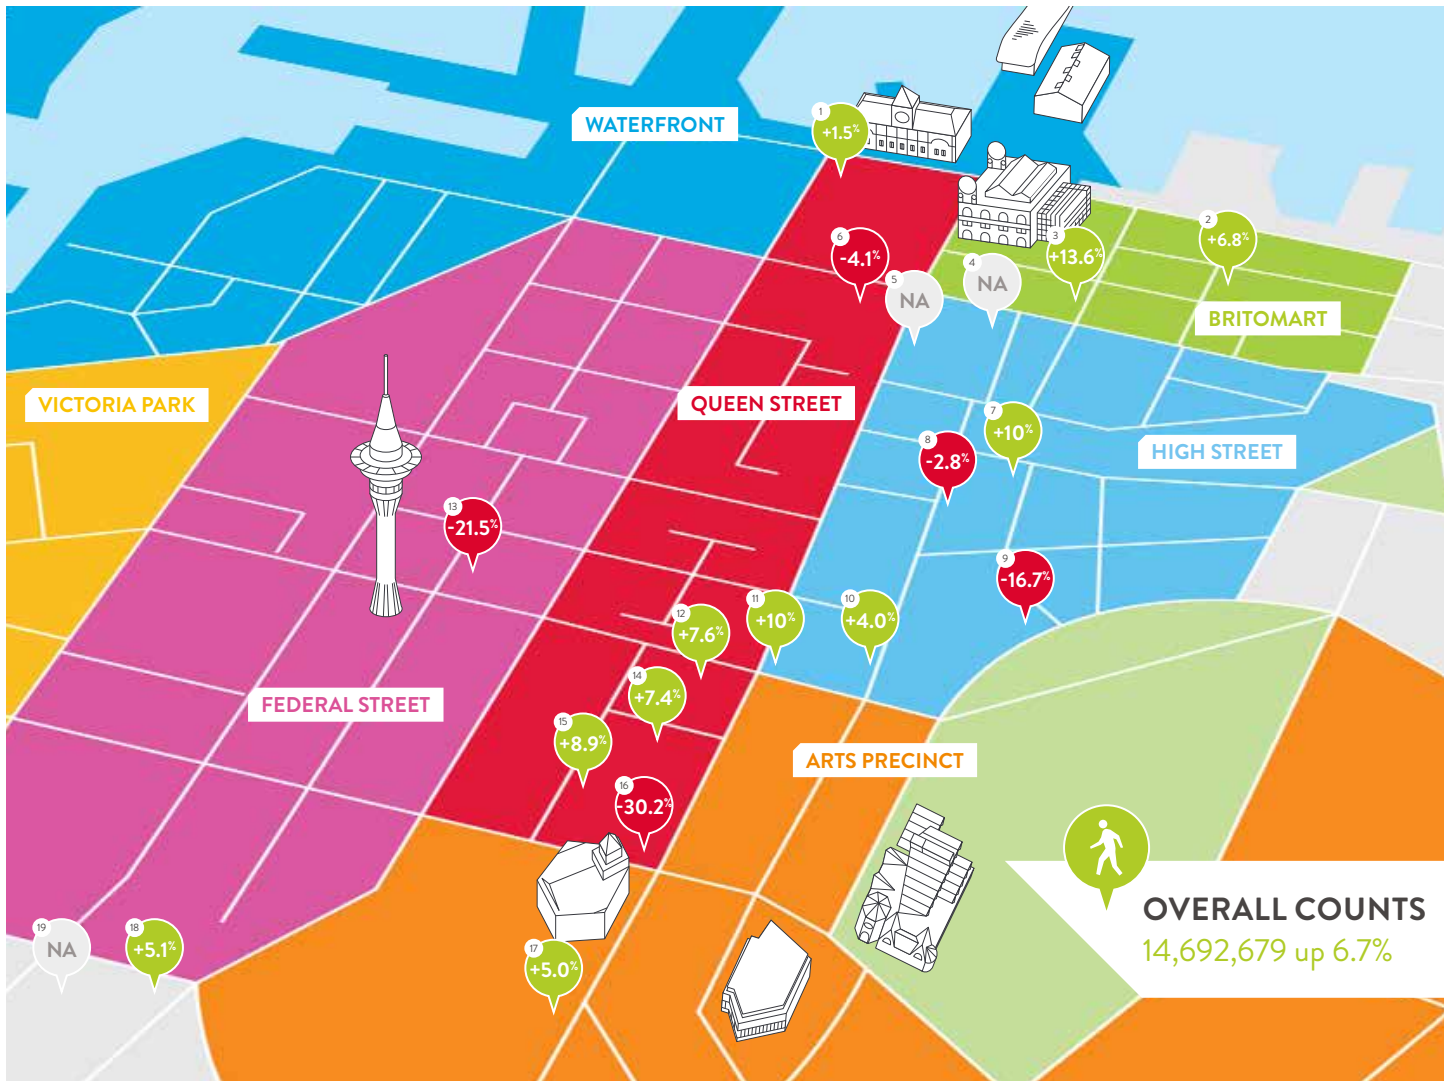 WATERFRONT
1
+1.5%
2
+6.8%
6
-4.1%
3
+13.6%
4
NA
5
NA
BRITOMART
VICTORIA PARK
QUEEN STREET
7
+10%
8
-2.8%
HIGH STREET
13
-21.5%
9
-16.7%
12
+7.6%
11
+10%
10
+4.0%
14
+7.4%
FEDERAL STREET
15
+8.9%
ARTS PRECINCT
16
-30.2%
OVERALL COUNTS
14,692,679 up 6.7%
19
NA
18
+5.1%
17
+5.0%